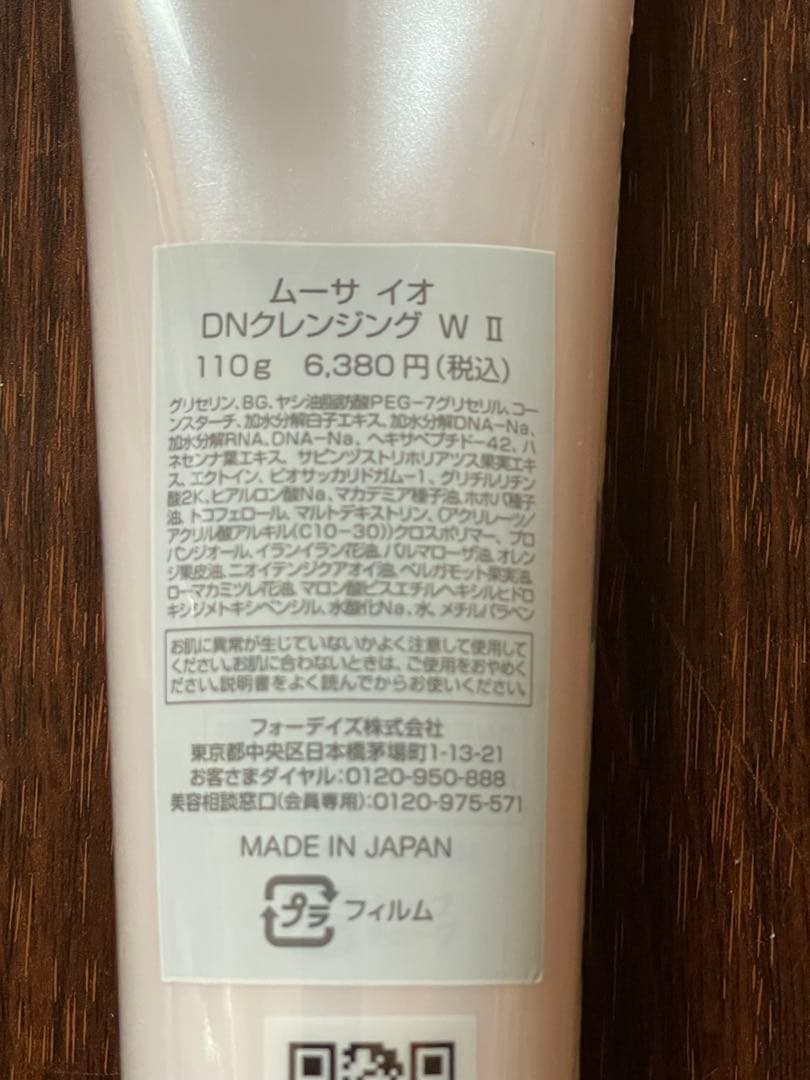 ムーサ イオ
DNクレンジング W Ⅱ
110g 6,380円(税込)
グリセリン、BG、ヤシ油脂肪酸PEG-7グリセリル、コー
ンスターチ、加水分解白子エキス、加水分解DNA-Na、
加水分解RNA、DNA-Na、ヘキサペプチド-42、ハ
ネセンナ葉エキス、サピンヅストリホリアツス果実エキ
ス、エクトイン、ビオサッカリドガム-1、グリチルリチン
酸2K、ヒアルロン酸Na、マカデミア種子油、ホホバ種子
油、トコフェロール、マルトデキストリン、(アクリレーツ/
アクリル酸アルキル(C10-30))クロスポリマー、プロ
パンジオール、イランイラン花油、パルマローザ油、オレン
ジ果皮油、ニオイテンジクアオイ油、ベルガモット果実油、
ローマカミツレ花油、マロン酸ビスエチルヘキシルヒドロ
キシジメトキシベンジル、水酸化Na、水、メチルパラベン
お肌に異常が生じていないかよく注意して使用して
ください。お肌に合わないときは、ご使用をおやめく
ださい。説明書をよく読んでからお使いください。
フォーデイズ株式会社
東京都中央区日本橋茅場町1-13-21
お客さまダイヤル:0120-950-888
美容相談窓口(会員専用):0120-975-571
MADE IN JAPAN
プラ フィルム